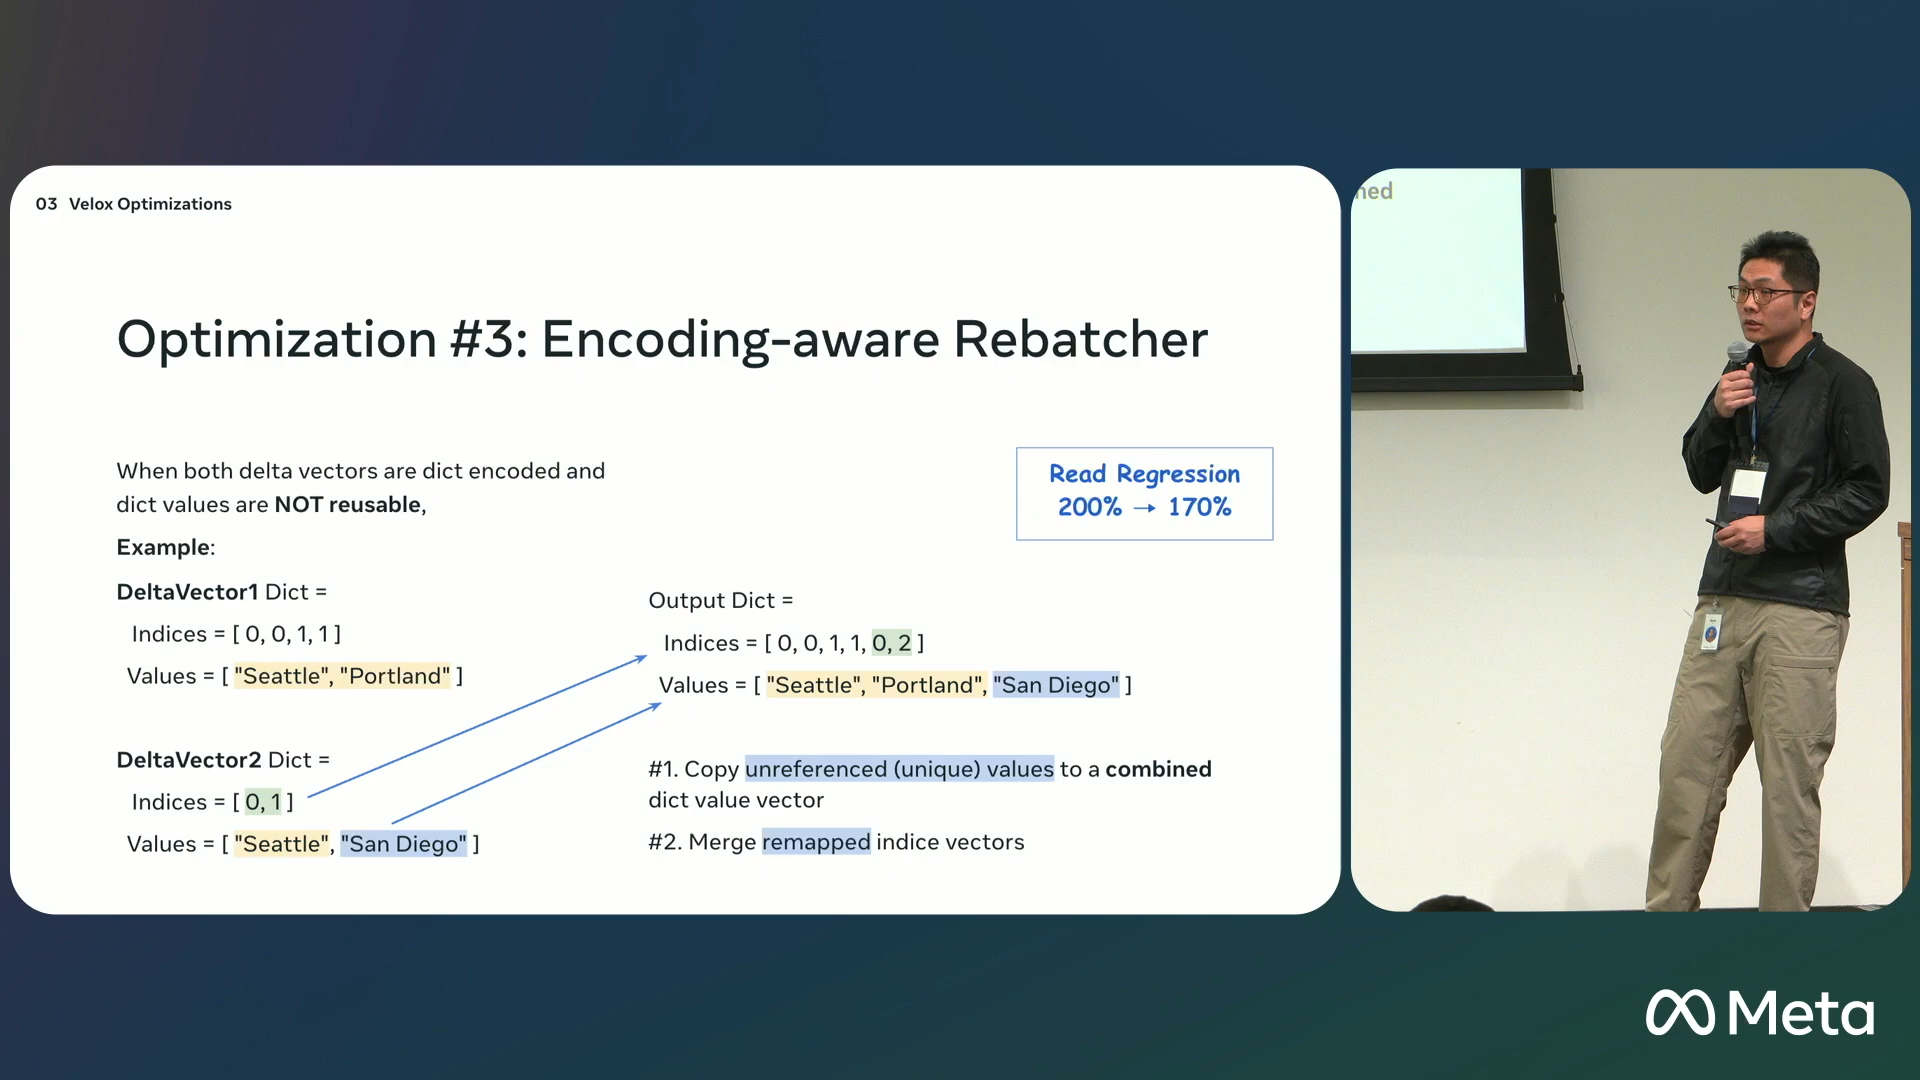 03 Velox Optimizations
Optimization #3: Encoding-aware Rebatcher
When both delta vectors are dict encoded and
dict values are NOT reusable,
Example:
DeltaVector1 Dict =
Indices = [ 0, 0, 1, 1 ]
Values = [ "Seattle", "Portland" ]
DeltaVector2 Dict =
Indices = [ 0, 1 ]
Values = [ "Seattle", "San Diego" ]
Read Regression
200% → 170%
Output Dict =
Indices = [ 0, 0, 1, 1, 0, 2 ]
Values = [ "Seattle", "Portland", "San Diego" ]
#1. Copy unreferenced (unique) values to a combined
dict value vector
#2. Merge remapped indice vectors
Meta